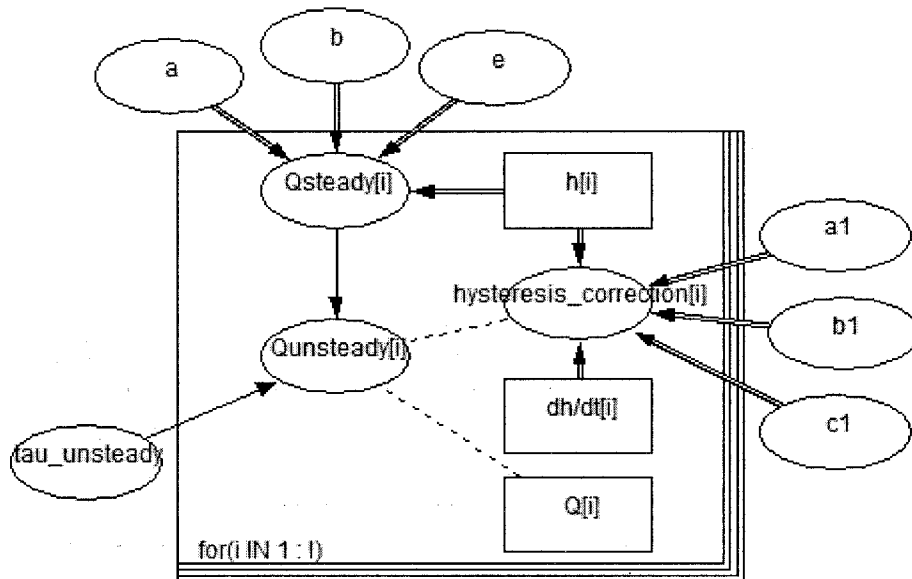 b
a
e
Qsteady[i]
h[i]
a1
hysteresis_correction[i]
b1
Qunsteady[i]
dh/dt[i]
c1
tau_unsteady
Q[i]
for(i IN 1 : I)